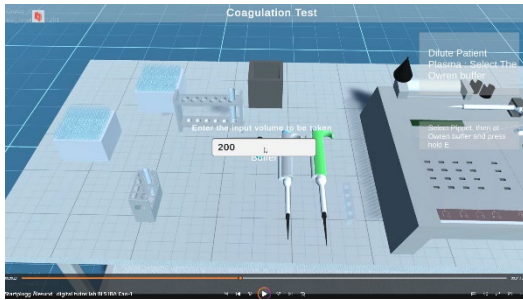 Coagulation Test
Dilute Patient
Plasma : Select The
Owren buffer
Enter the input volume to be taken
200
Buffer
Select Pipett, then at
Owren buffer and press
hold E